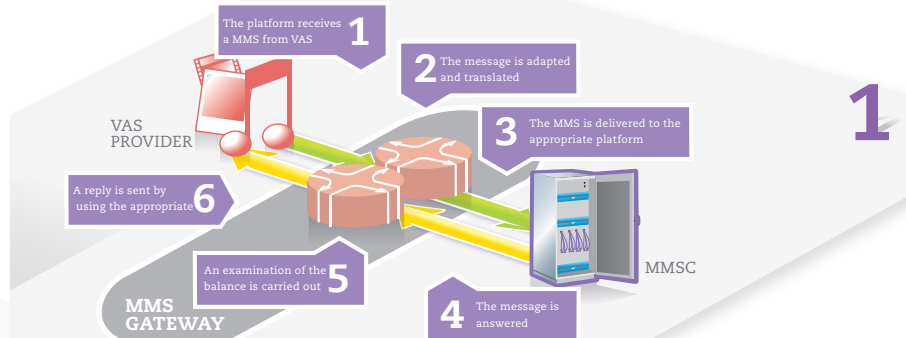 The platform receives
a MMS from VAS
1
2
The message is adapted
and translated
3
The MMS is delivered to the
appropriate platform
1
VAS
PROVIDER
A reply is sent by
using the appropriate
6
An examination of the
balance is carried out
5
MMSC
MMS
GATEWAY
4
The message is
answered